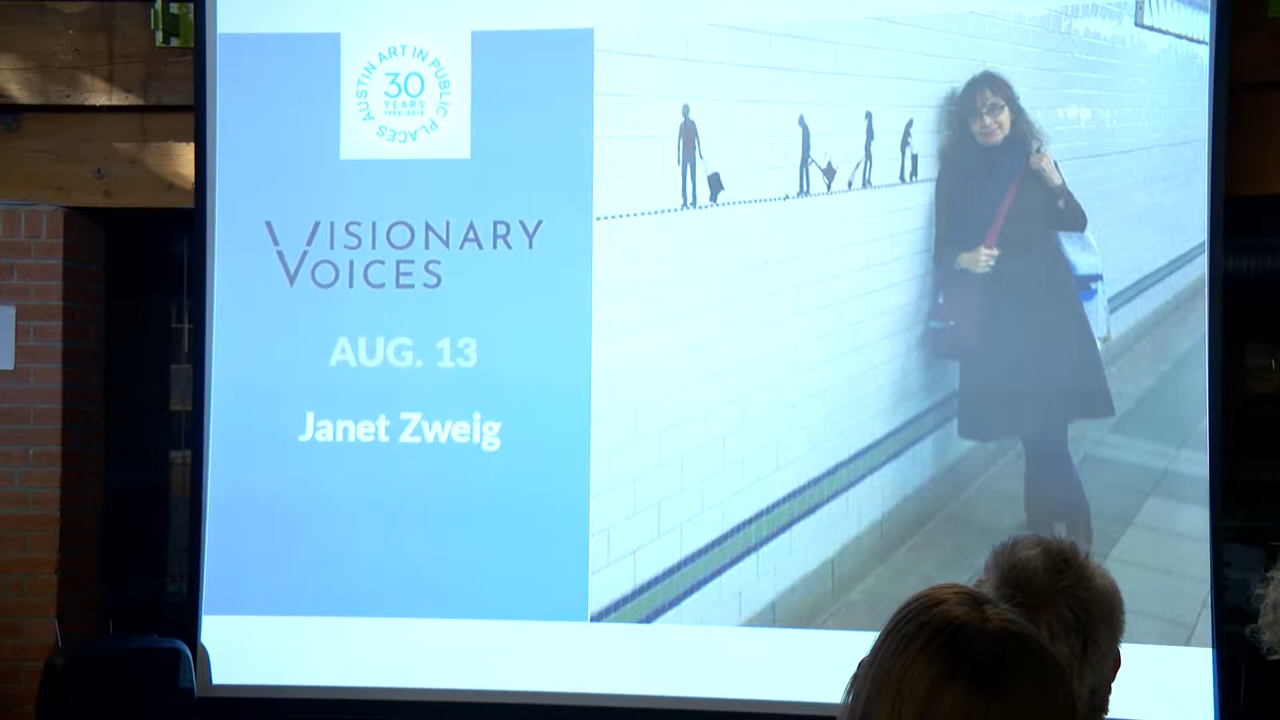 AUSTIN ART IN PUBLIC PLACES
30
YEARS
VISIONARY
VOICES
AUG. 13
Janet Zweig